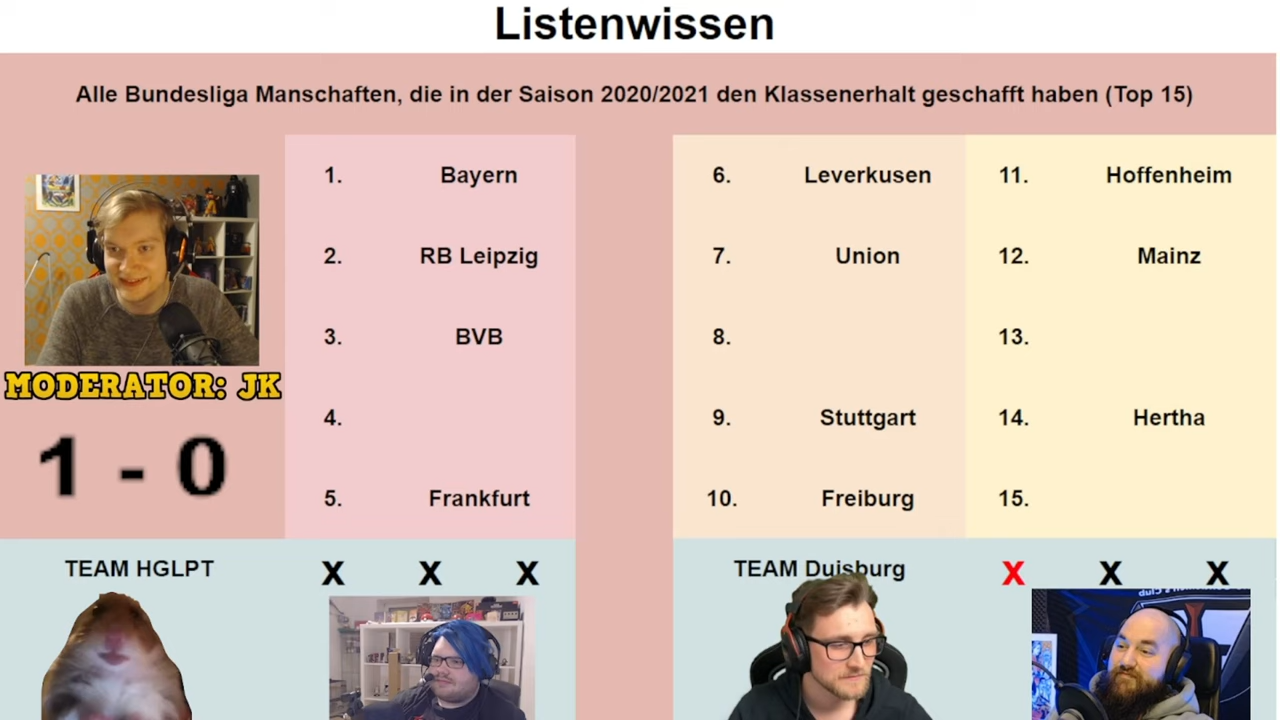 Listenwissen
Alle Bundesliga Manschaften, die in der Saison 2020/2021 den Klassenerhalt geschafft haben (Top 15)
1. Bayern
2. RB Leipzig
3. BVB
4.
5. Frankfurt
6. Leverkusen
7. Union
8.
9. Stuttgart
10. Freiburg
11. Hoffenheim
12. Mainz
13.
14. Hertha
15.
MODERATOR: JK
1 - 0
TEAM HGLPT
X X X
TEAM Duisburg
X X X